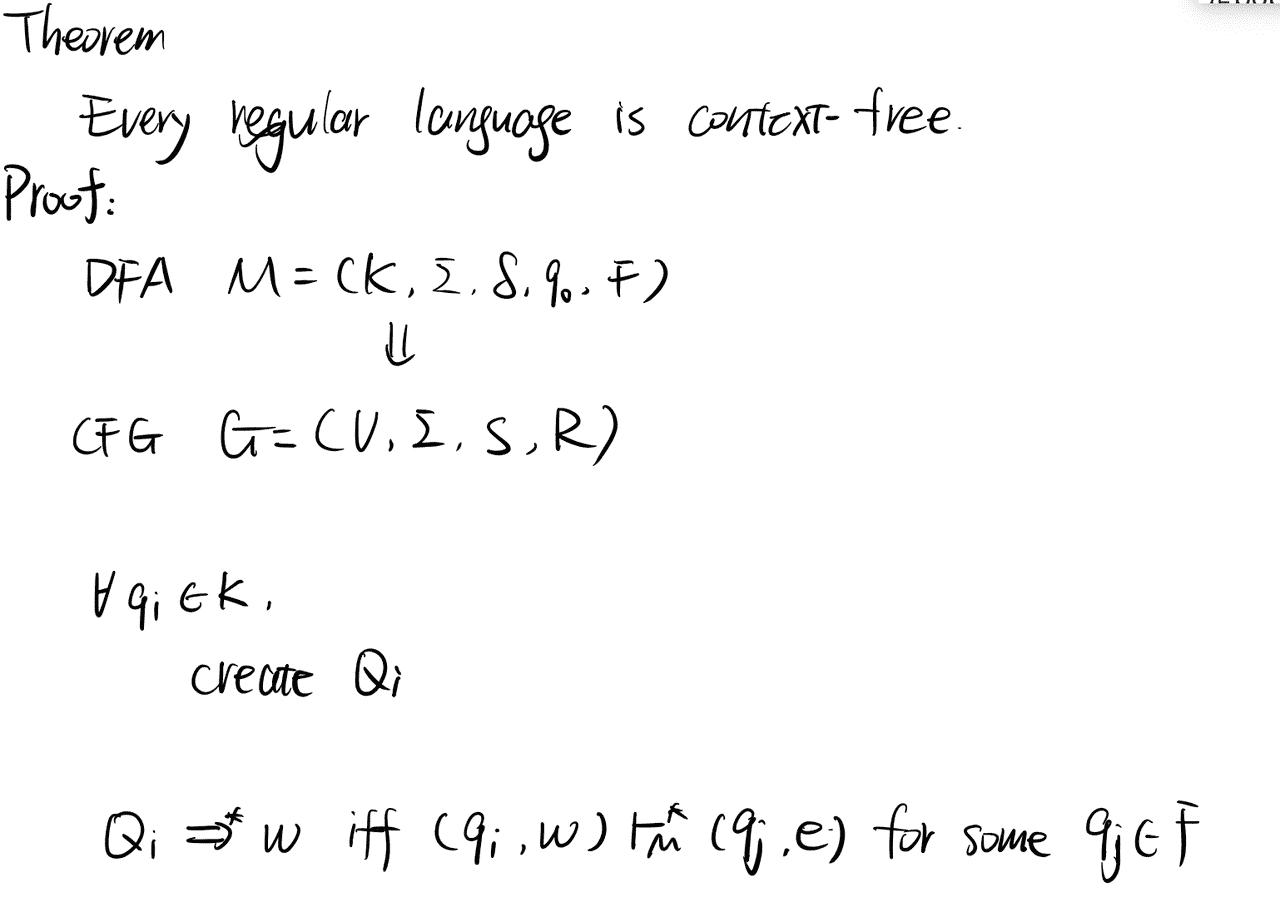 Theorem
Every regular language is context-free.
Proof:
DFA M = (K, Σ, δ, q₀, F)
⇓
CFG G = (V, Σ, S, R)
∀ qᵢ ∈ K,
create Qᵢ
Qᵢ ⇒* w iff (qᵢ, w) ⊢*ₘ (qⱼ, e) for some qⱼ ∈ F